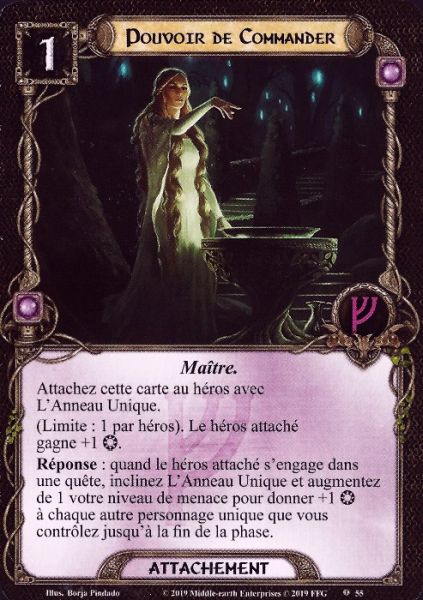 1
Pouvoir de Commander
Maître.
Attachez cette carte au héros avec
L'Anneau Unique.
(Limite : 1 par héros). Le héros attaché
gagne +1
Réponse : quand le héros attaché s'engage dans
une quête, inclinez L'Anneau Unique et augmentez
de 1 votre niveau de menace pour donner +1
à chaque autre personnage unique que vous
contrôlez jusqu'à la fin de la phase.
ATTACHEMENT
Illus. Borja Pindado © 2019 Middle-earth Enterprises © 2019 FFG 55